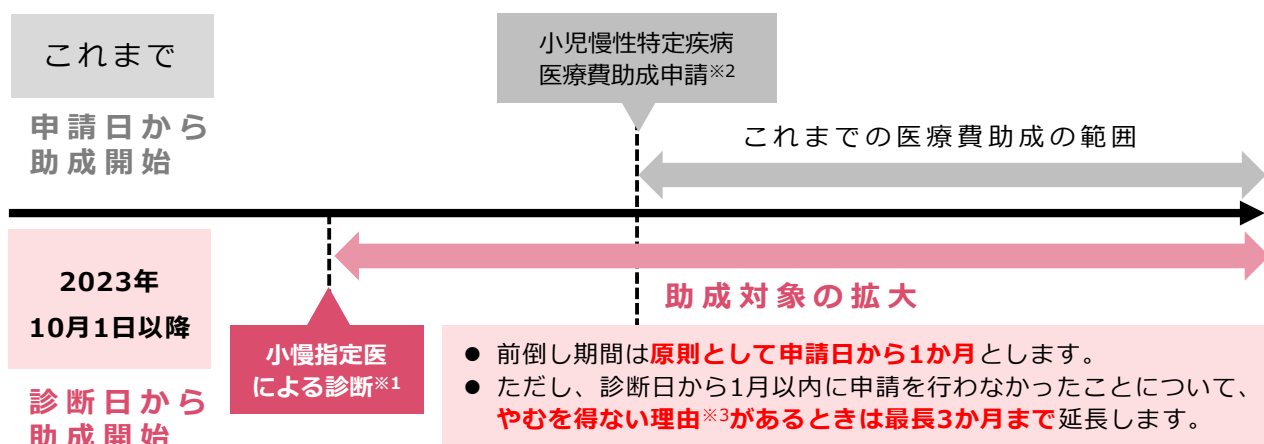 これまで
申請日から
助成開始
小児慢性特定疾病
医療費助成申請※2
これまでの医療費助成の範囲
2023年
10月1日以降
診断日から
助成開始
小慢指定医
による診断※1
助成対象の拡大
● 前倒し期間は原則として申請日から1か月とします。
● ただし、診断日から1月以内に申請を行わなかったことについて、
やむを得ない理由※3があるときは最長3か月まで延長します。